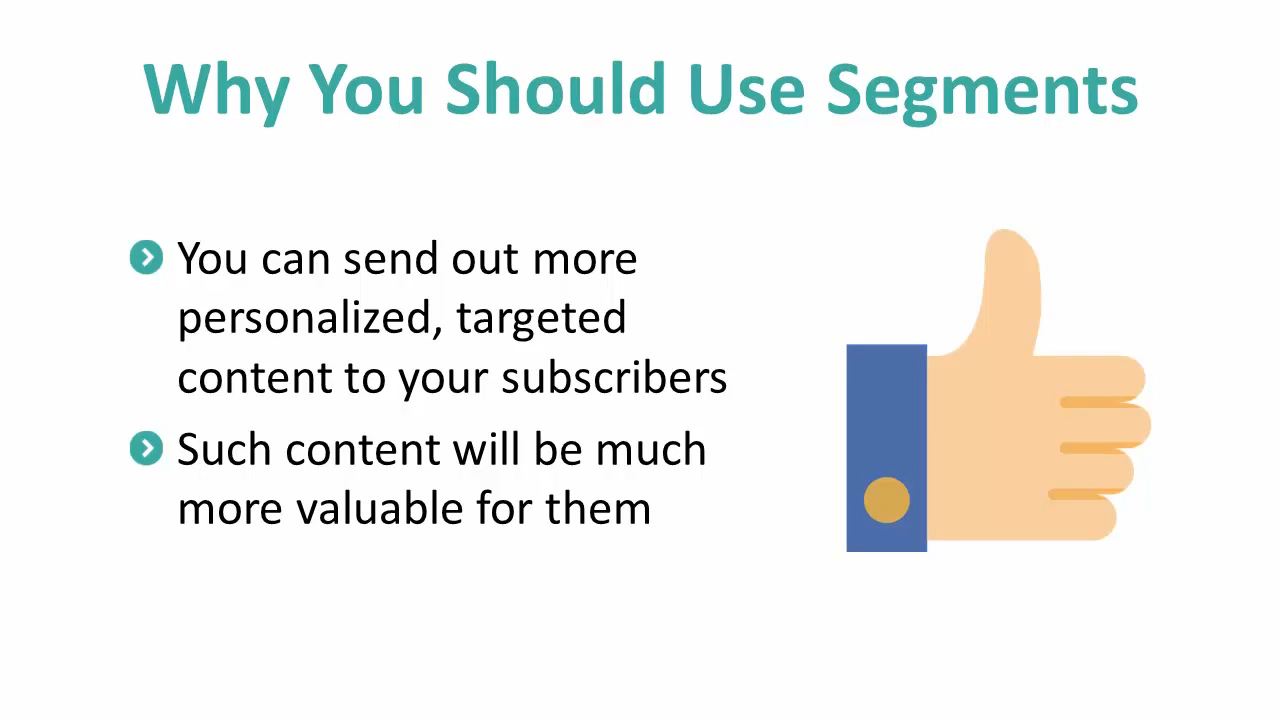 Why You Should Use Segments
You can send out more
personalized, targeted
content to your subscribers
Such content will be much
more valuable for them